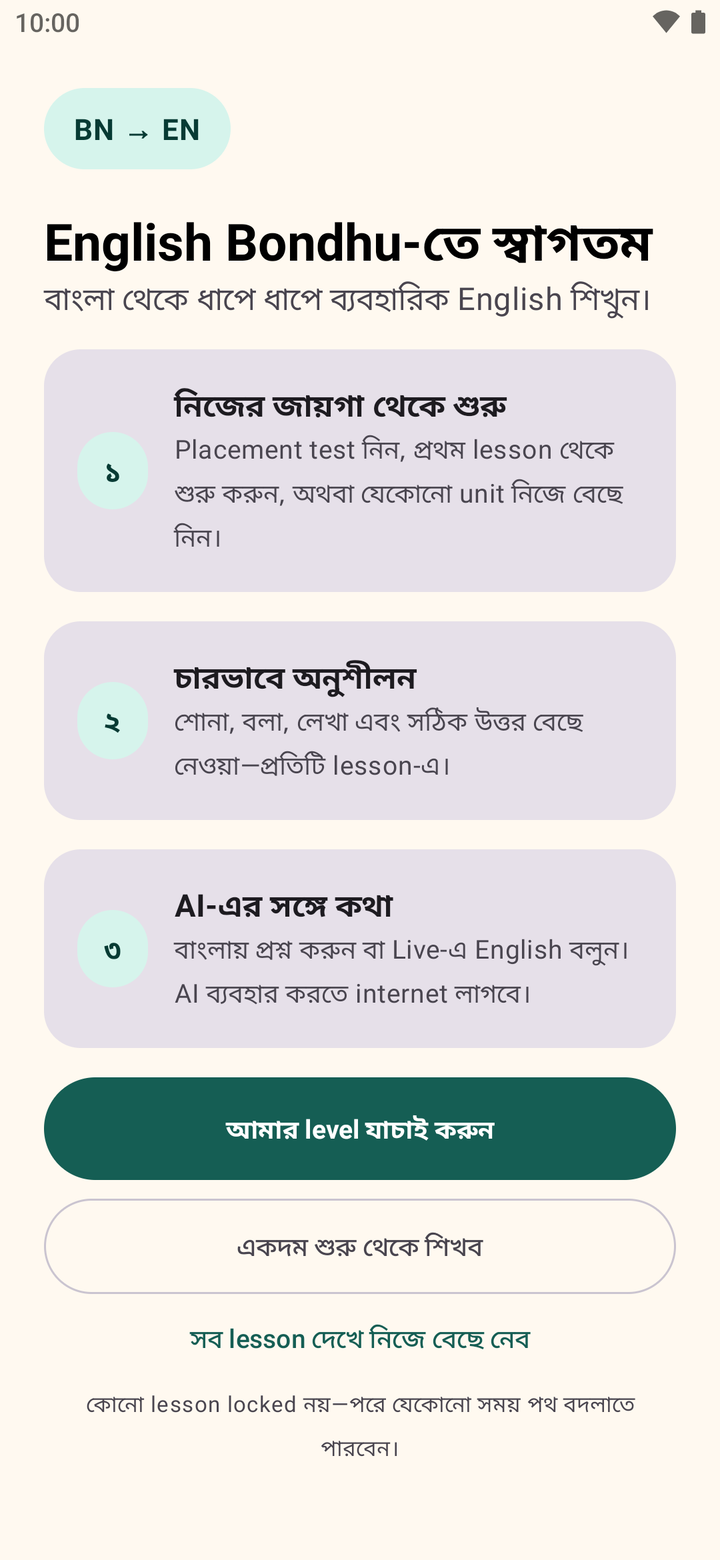 10:00
BN → EN
English Bondhu-তে স্বাগতম
বাংলা থেকে ধাপে ধাপে ব্যবহারিক English শিখুন।
নিজের জায়গা থেকে শুরু
Placement test নিন, প্রথম lesson থেকে
১
শুরু করুন, অথবা যেকোনো unit নিজে বেছে
নিন।
চারভাবে অনুশীলন
২
শোনা, বলা, লেখা এবং সঠিক উত্তর বেছে
নেওয়া—প্রতিটি lesson-এ।
AI-এর সঙ্গে কথা
৩
বাংলায় প্রশ্ন করুন বা Live-এ English বলুন।
AI ব্যবহার করতে internet লাগবে।
আমার level যাচাই করুন
একদম শুরু থেকে শিখব
সব lesson দেখে নিজে বেছে নেব
কোনো lesson locked নয়—পরে যেকোনো সময় পথ বদলাতে
পারবেন।